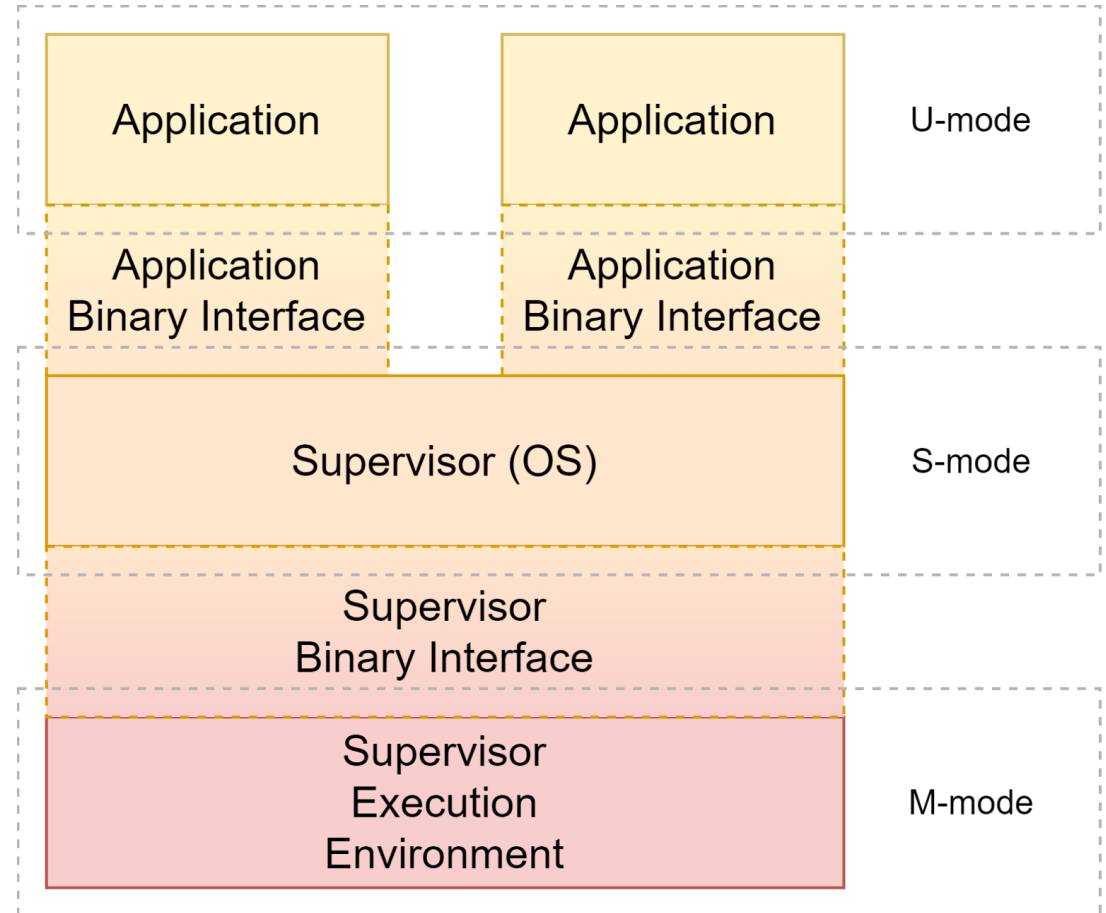 Application
Application
U-mode
Application
Binary Interface
Application
Binary Interface
Supervisor (OS)
S-mode
Supervisor
Binary Interface
Supervisor
Execution
Environment
M-mode